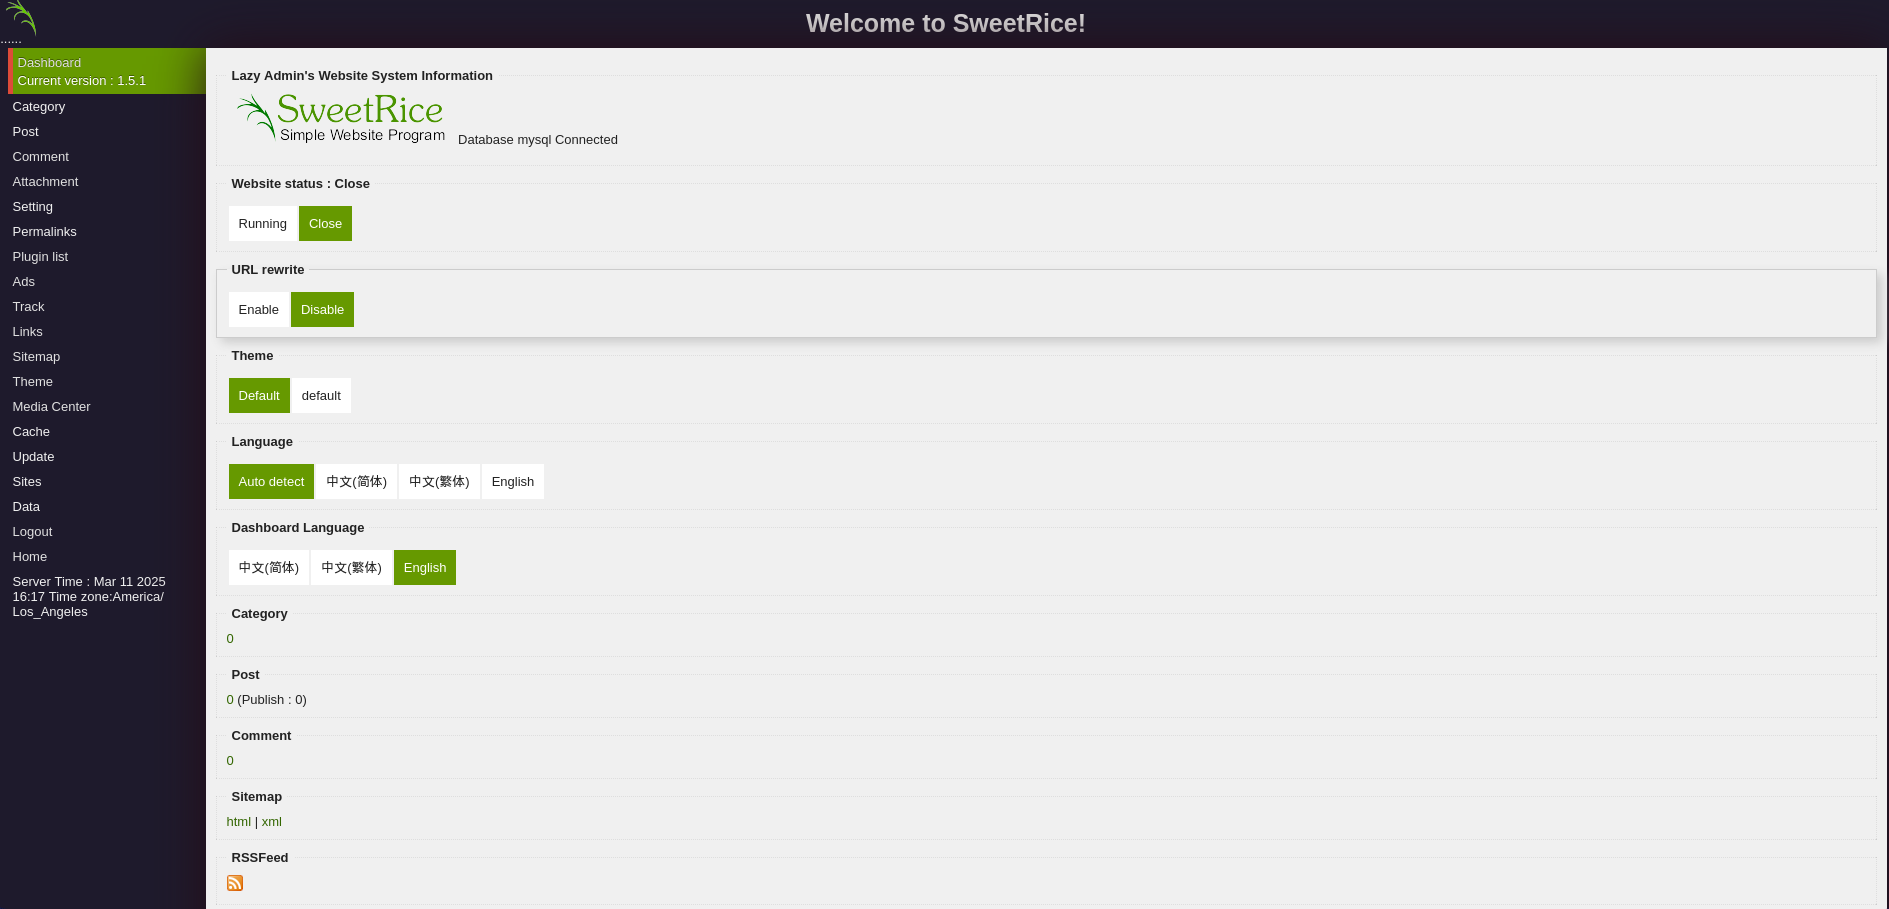 Welcome to SweetRice!
......
Dashboard
Current version : 1.5.1
Category
Post
Comment
Attachment
Setting
Permalinks
Plugin list
Ads
Track
Links
Sitemap
Theme
Media Center
Cache
Update
Sites
Data
Logout
Home
Server Time : Mar 11 2025
16:17 Time zone:America/
Los_Angeles
Lazy Admin's Website System Information
SweetRice
Simple Website Program
Database mysql Connected
Website status : Close
Running Close
URL rewrite
Enable Disable
Theme
Default default
Language
Auto detect 中文(简体) 中文(繁体) English
Dashboard Language
中文(简体) 中文(繁体) English
Category
0
Post
0 (Publish : 0)
Comment
0
Sitemap
html | xml
RSSFeed